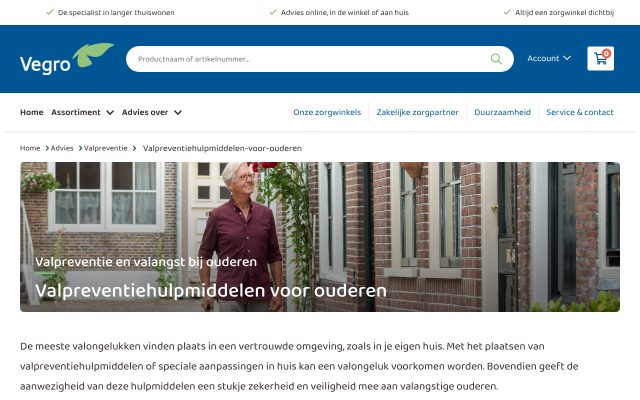 De specialist in langer thuiswonen
Advies online, in de winkel of aan huis
Altijd een zorgwinkel dichtbij
Vegro
Productnaam of artikelnummer...
Account
0
Home
Assortiment
Advies over
Onze zorgwinkels
Zakelijke zorgpartner
Duurzaamheid
Service & contact
Home > Advies > Valpreventie > Valpreventiehulpmiddelen-voor-ouderen
Valpreventie en valangst bij ouderen
Valpreventiehulpmiddelen voor ouderen
De meeste valongelukken vinden plaats in een vertrouwde omgeving, zoals in je eigen huis. Met het plaatsen van
valpreventiehulpmiddelen of speciale aanpassingen in huis kan een valongeluk voorkomen worden. Bovendien geeft de
aanwezigheid van deze hulpmiddelen een stukje zekerheid en veiligheid mee aan valangstige ouderen.